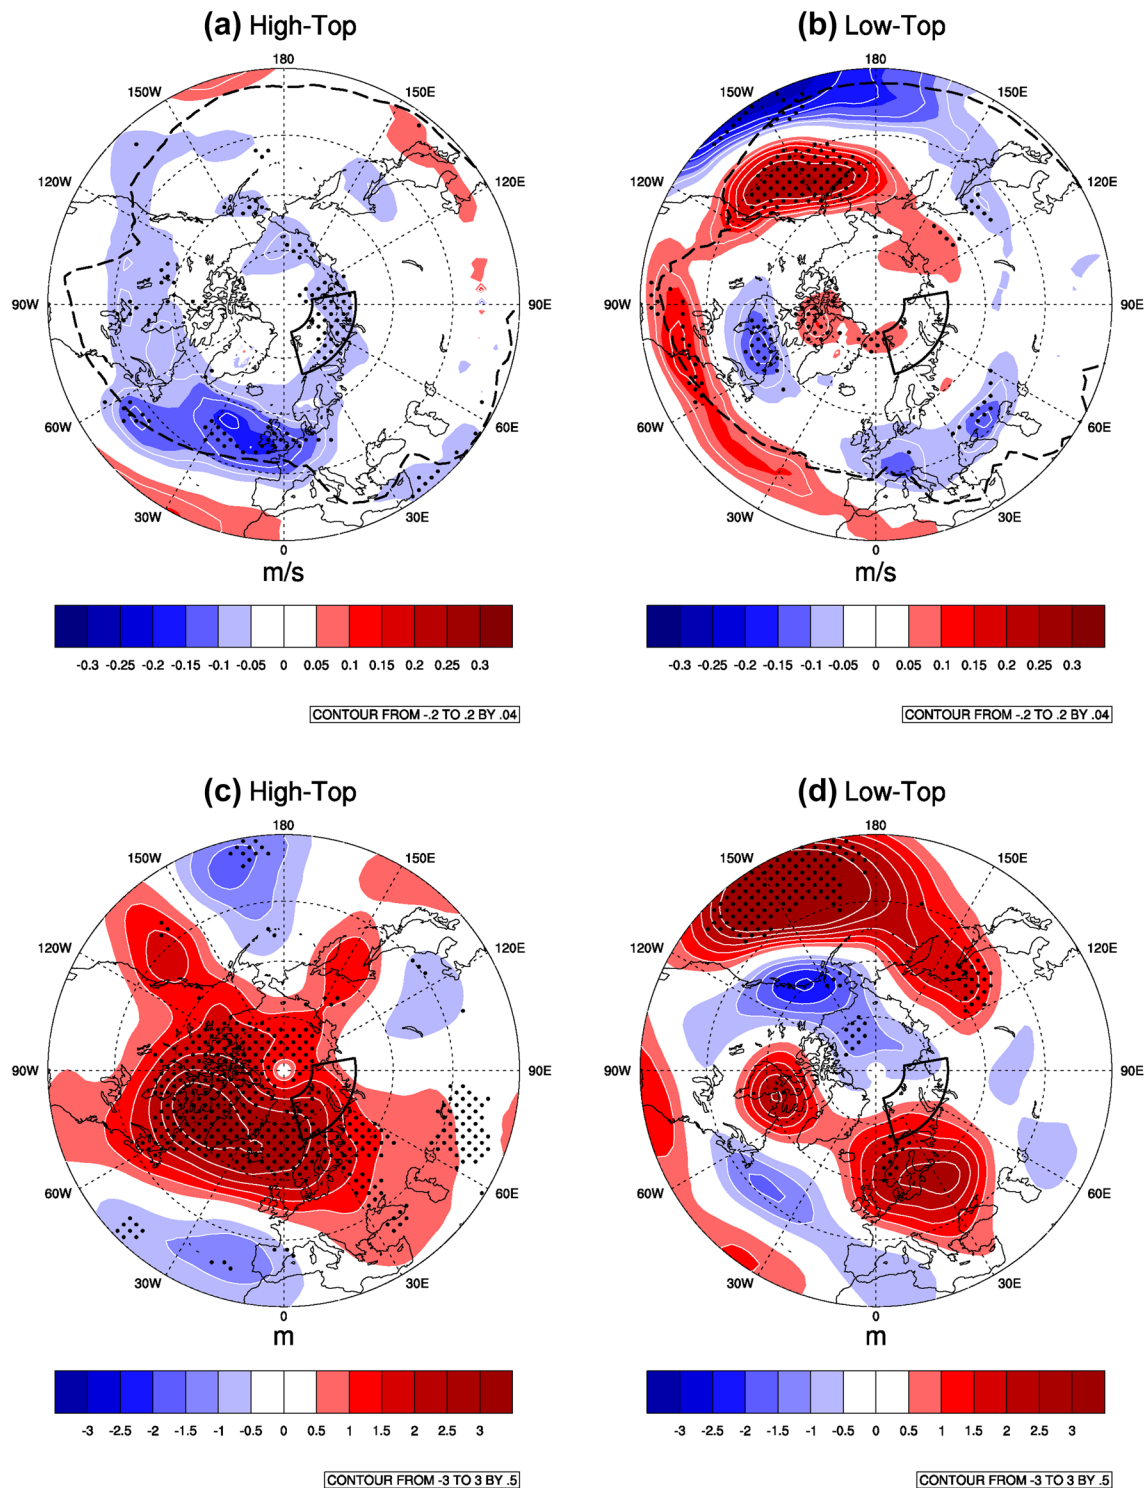 (a) High-Top
(b) Low-Top
180
150W
150E
120W
120E
90W
90E
60W
60E
30W
30E
0
m/s
180
150W
150E
120W
120E
90W
90E
60W
60E
30W
30E
0
m/s
-0.3 -0.25 -0.2 -0.15 -0.1 -0.05 0 0.05 0.1 0.15 0.2 0.25 0.3
-0.3 -0.25 -0.2 -0.15 -0.1 -0.05 0 0.05 0.1 0.15 0.2 0.25 0.3
CONTOUR FROM -.2 TO .2 BY .04
CONTOUR FROM -.2 TO .2 BY .04
(c) High-Top
(d) Low-Top
180
150W
150E
120W
120E
90W
90E
60W
60E
30W
30E
0
m
180
150W
150E
120W
120E
90W
90E
60W
60E
30W
30E
0
m
-3 -2.5 -2 -1.5 -1 -0.5 0 0.5 1 1.5 2 2.5 3
-3 -2.5 -2 -1.5 -1 -0.5 0 0.5 1 1.5 2 2.5 3
CONTOUR FROM -3 TO 3 BY .5
CONTOUR FROM -3 TO 3 BY .5